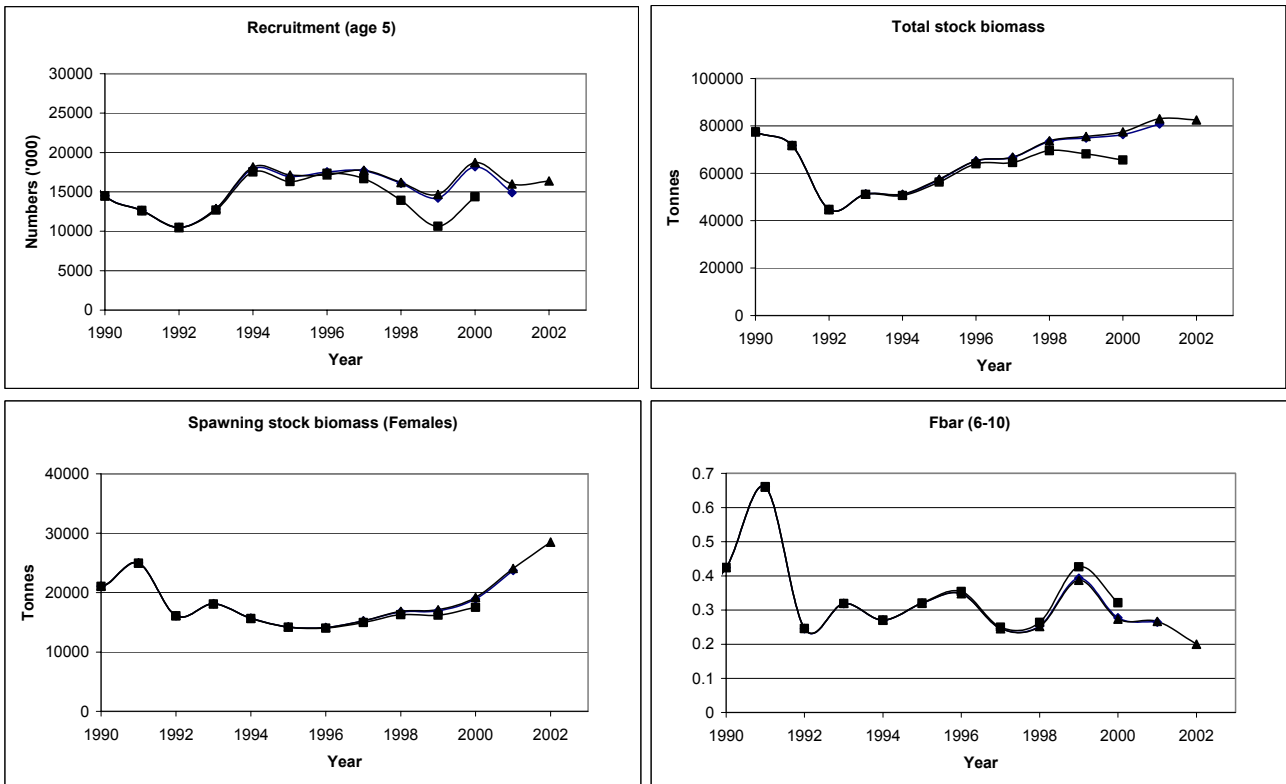 Recruitment (age 5)
Numbers ('000)
30000
25000
20000
15000
10000
5000
0
1990 1992 1994 1996 1998 2000 2002
Year
Total stock biomass
Tonnes
100000
80000
60000
40000
20000
0
1990 1992 1994 1996 1998 2000 2002
Year
Spawning stock biomass (Females)
Tonnes
40000
30000
20000
10000
0
1990 1992 1994 1996 1998 2000 2002
Year
Fbar (6-10)
0.7
0.6
0.5
0.4
0.3
0.2
0.1
0
1990 1992 1994 1996 1998 2000 2002
Year